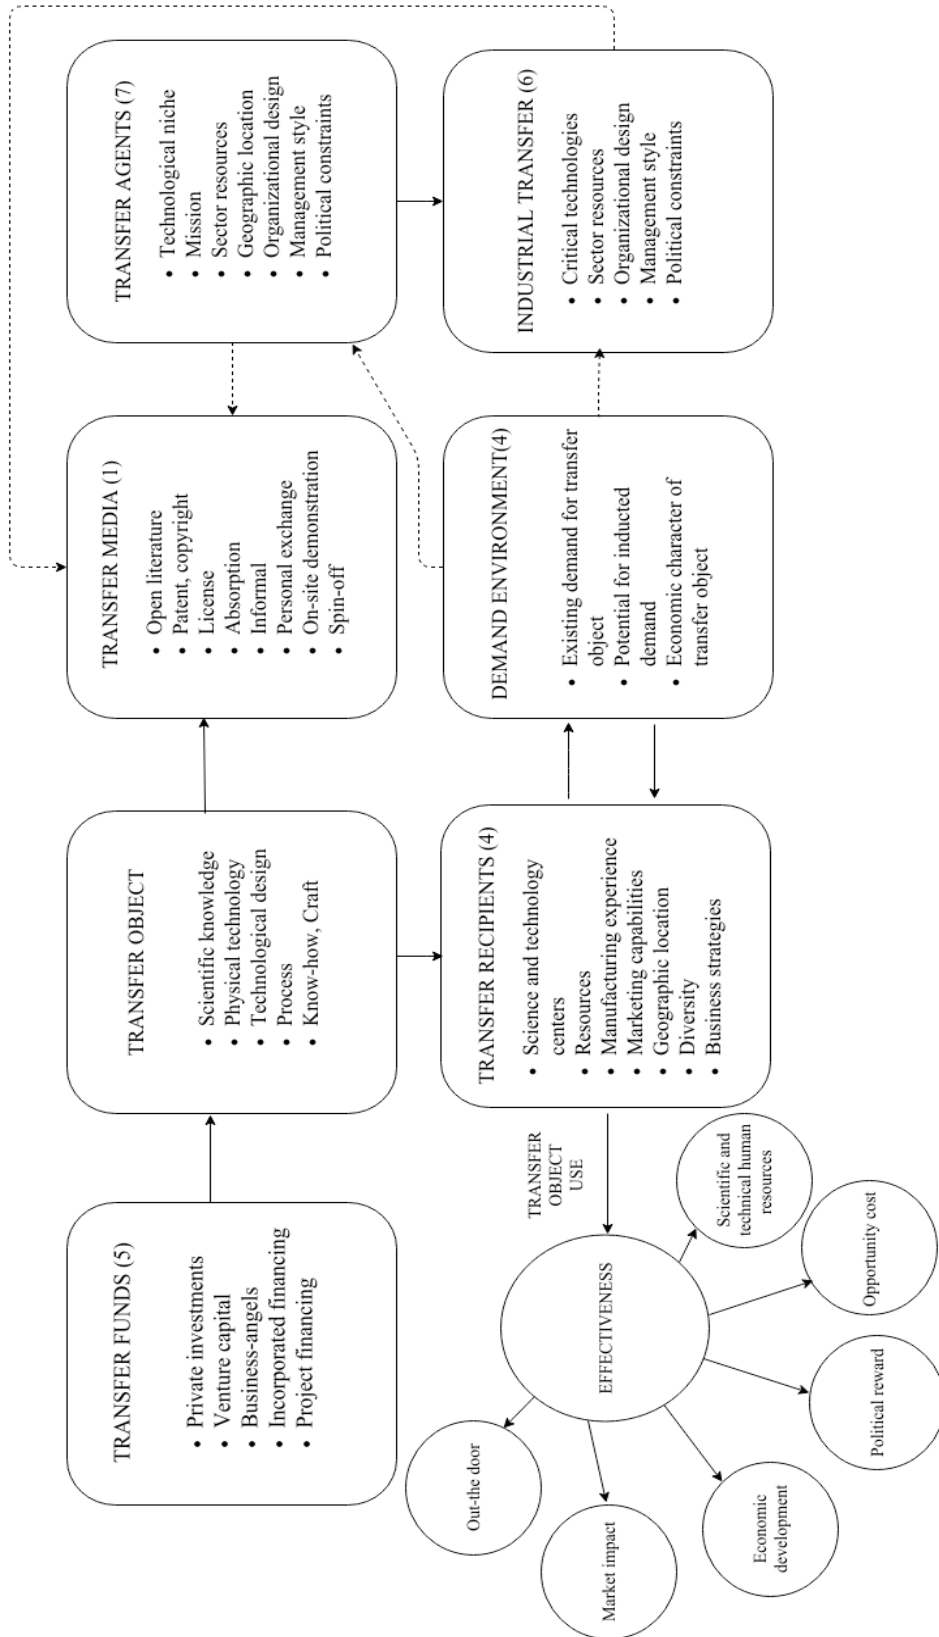 TRANSFER FUNDS (5)
Private investments
Venture capital
Business-angels
Incorporated financing
Project financing
TRANSFER OBJECT
Scientific knowledge
Physical technology
Technological design
Process
Know-how, Craft
TRANSFER MEDIA (1)
Open literature
Patent, copyright
License
Absorption
Informal
Personal exchange
On-site demonstration
Spin-off
TRANSFER AGENTS (7)
Technological niche
Mission
Sector resources
Geographic location
Organizational design
Management style
Political constraints
TRANSFER RECIPIENTS (4)
Science and technology
centers
Resources
Manufacturing experience
Marketing capabilities
Geographic location
Diversity
Business strategies
DEMAND ENVIRONMENT(4)
Existing demand for transfer
object
Potential for inducted
demand
Economic character of
transfer object
INDUSTRIAL TRANSFER (6)
Critical technologies
Sector resources
Organizational design
Management style
Political constraints
TRANSFER
OBJECT
USE
EFFECTIVENESS
Out-the door
Market impact
Economic
development
Political reward
Opportunity cost
Scientific and
technical human
resources